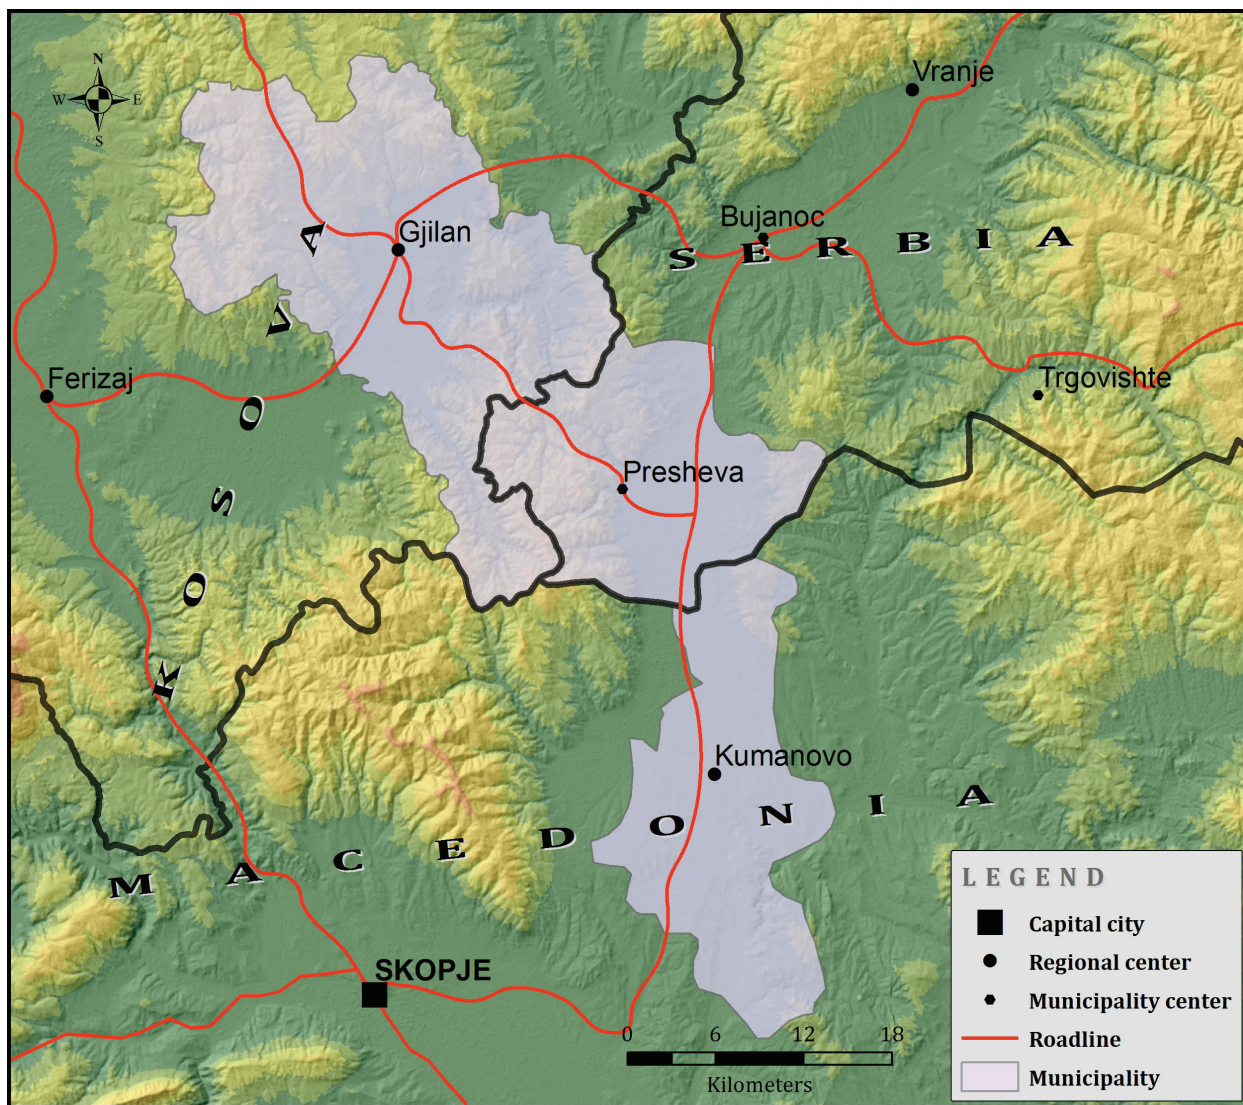 N
W E
S
Vranje
Bujanoc
SERBIA
Gjilan
Ferizaj
Trgovishte
KOSOVA
Presheva
Kumanovo
MACEDONIA
SKOPJE
0 6 12 18
Kilometers
LEGEND
Capital city
Regional center
Municipality center
Roadline
Municipality